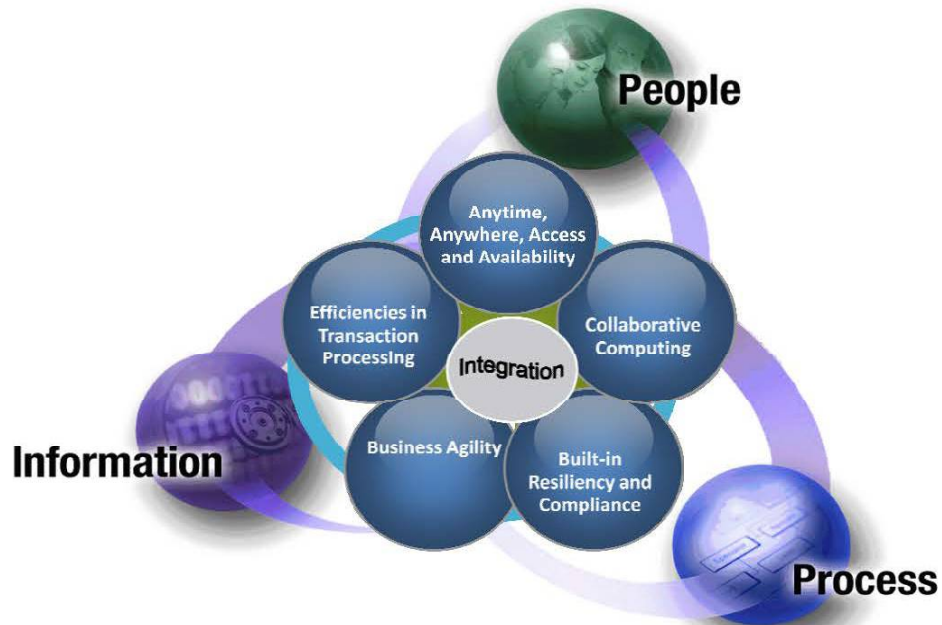 People
Anytime,
Anywhere, Access
and Availability
Efficiencies in
Transaction
Processing
Collaborative
Computing
Integration
Business Agility
Built-in
Resiliency and
Compliance
Information
Process